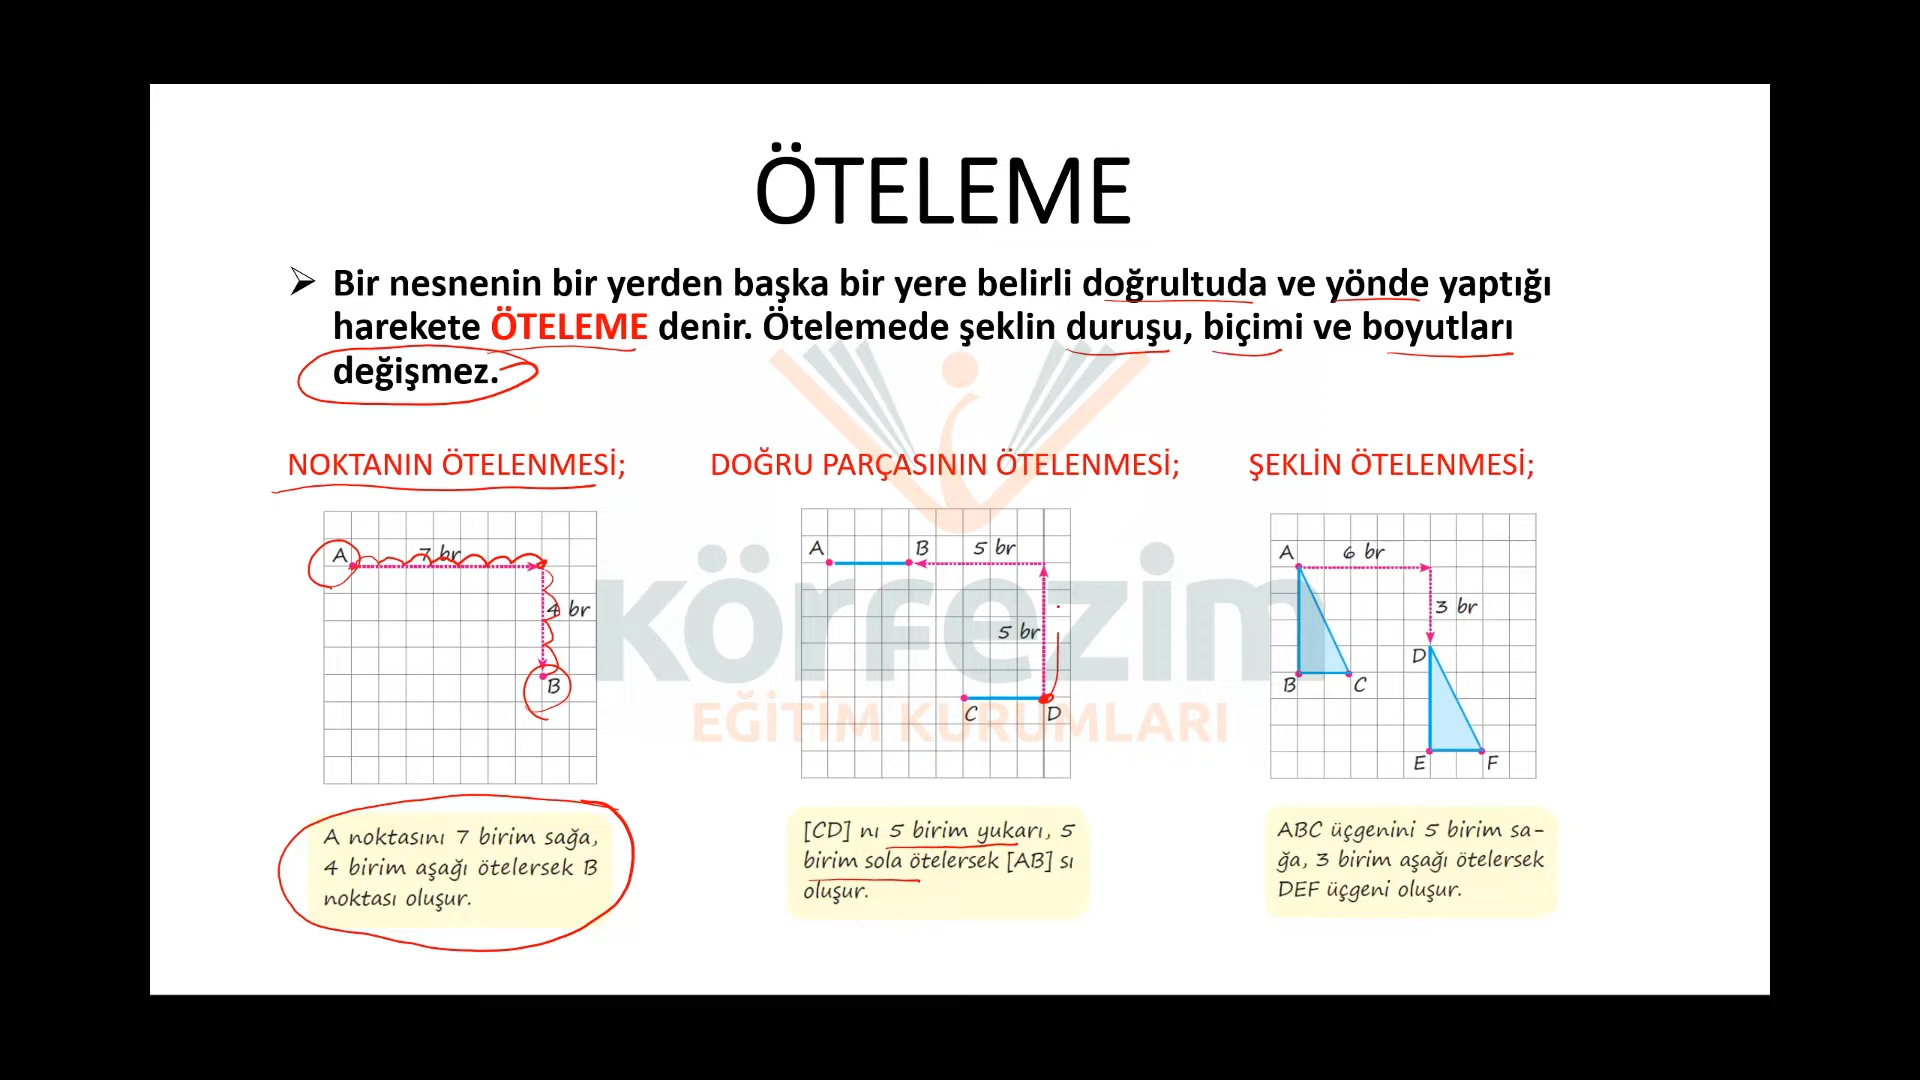 ÖTELEME
➢ Bir nesnenin bir yerden başka bir yere belirli doğrultuda ve yönde yaptığı
harekete ÖTELEME denir. Ötelemede şeklin duruşu, biçimi ve boyutları
değişmez.
NOKTANIN ÖTELENMESİ;
A
7 br
4 br
B
A noktasını 7 birim sağa,
4 birim aşağı ötelersek B
noktası oluşur.
DOĞRU PARÇASININ ÖTELENMESİ;
A B 5 br
5 br
C D
[CD] nı 5 birim yukarı, 5
birim sola ötelersek [AB] sı
oluşur.
ŞEKLİN ÖTELENMESİ;
A 6 br
3 br
D
B C
E F
ABC üçgenini 5 birim sa-
ğa, 3 birim aşağı ötelersek
DEF üçgeni oluşur.
körfezim
EĞİTİM KURUMLARI